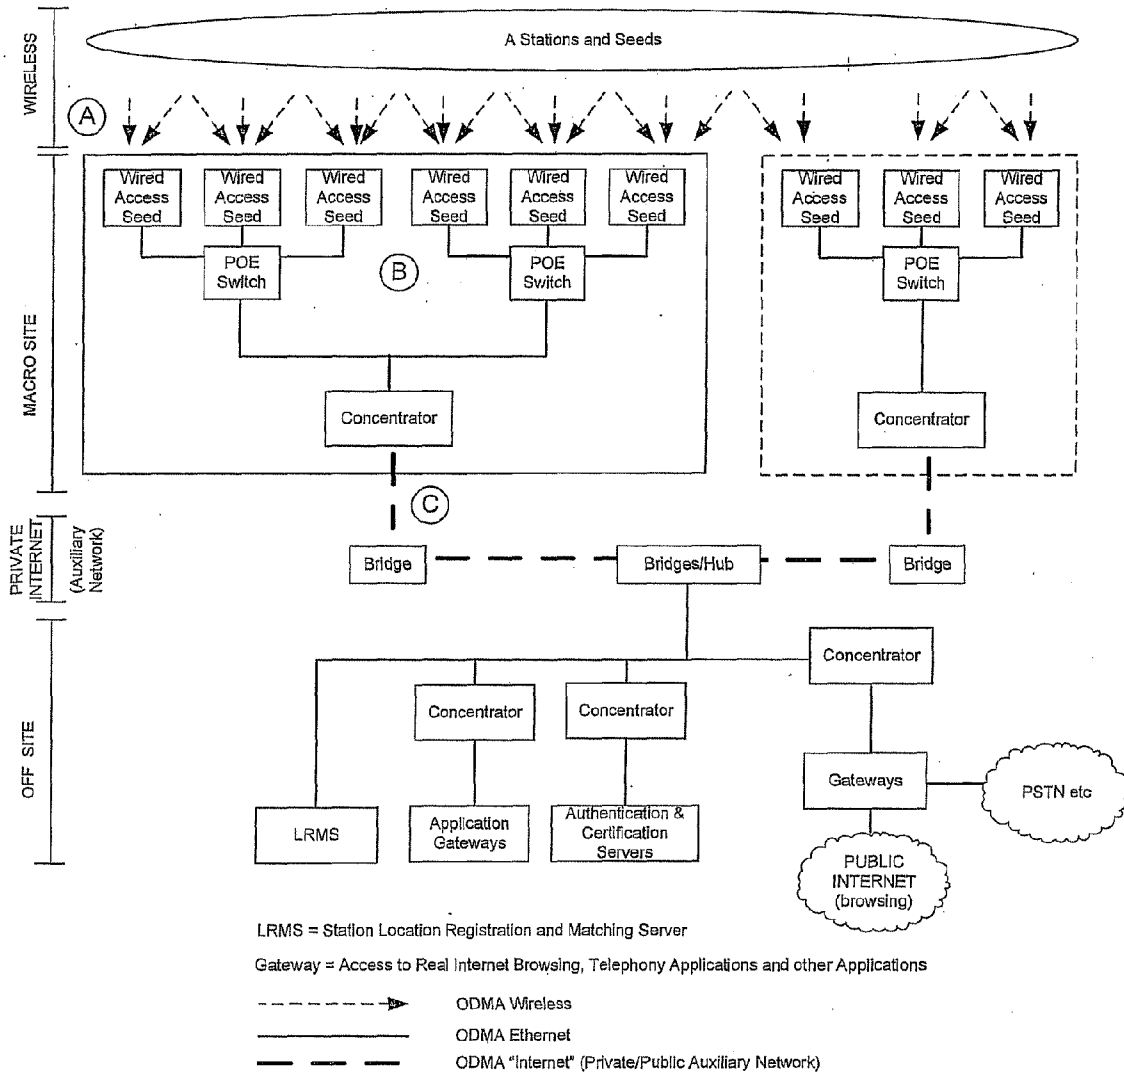 WIRELESS
A Stations and Seeds
A
MACRO SITE
Wired
Access
Seed
Wired
Access
Seed
Wired
Access
Seed
Wired
Access
Seed
Wired
Access
Seed
Wired
Access
Seed
Wired
Access
Seed
Wired
Access
Seed
Wired
Access
Seed
POE
Switch
B
POE
Switch
POE
Switch
Concentrator
Concentrator
C
PRIVATE
INTERNET
(Auxiliary
Network)
Bridge
Bridges/Hub
Bridge
OFF SITE
Concentrator
Concentrator
Concentrator
Gateways
PSTN etc
LRMS
Application
Gateways
Authentication &
Certification
Servers
PUBLIC
INTERNET
(browsing)
LRMS = Station Location Registration and Matching Server
Gateway = Access to Real Internet Browsing, Telephony Applications and other Applications
ODMA Wireless
ODMA Ethernet
ODMA "Internet" (Private/Public Auxiliary Network)